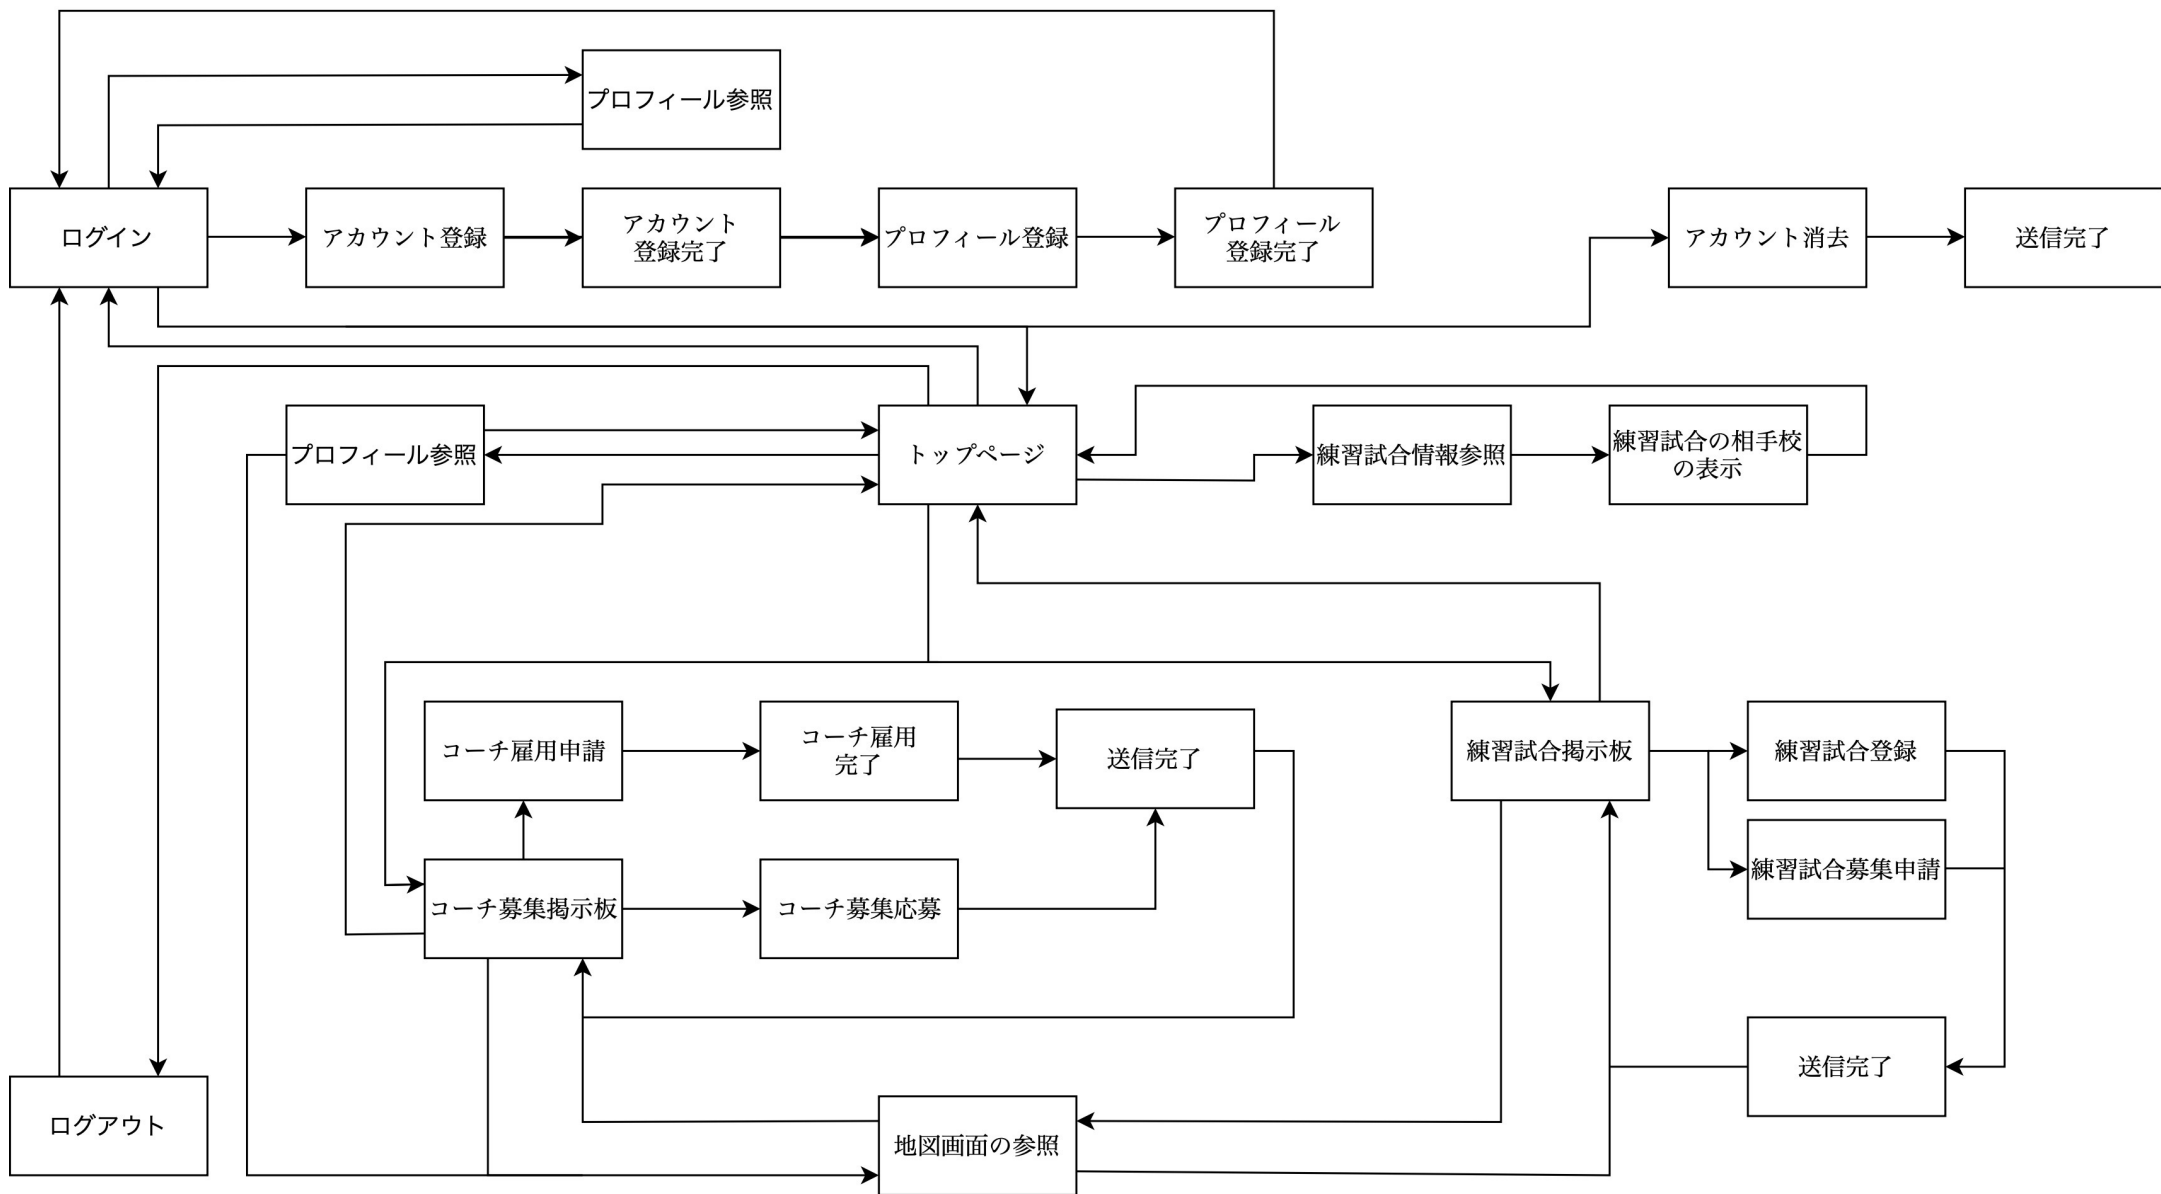 プロフィール参照
ログイン
アカウント登録
アカウント
登録完了
プロフィール登録
プロフィール
登録完了
アカウント消去
送信完了
プロフィール参照
トップページ
練習試合情報参照
練習試合の相手校
の表示
コーチ雇用申請
コーチ雇用
完了
送信完了
練習試合掲示板
練習試合登録
練習試合募集申請
コーチ募集掲示板
コーチ募集応募
送信完了
ログアウト
地図画面の参照